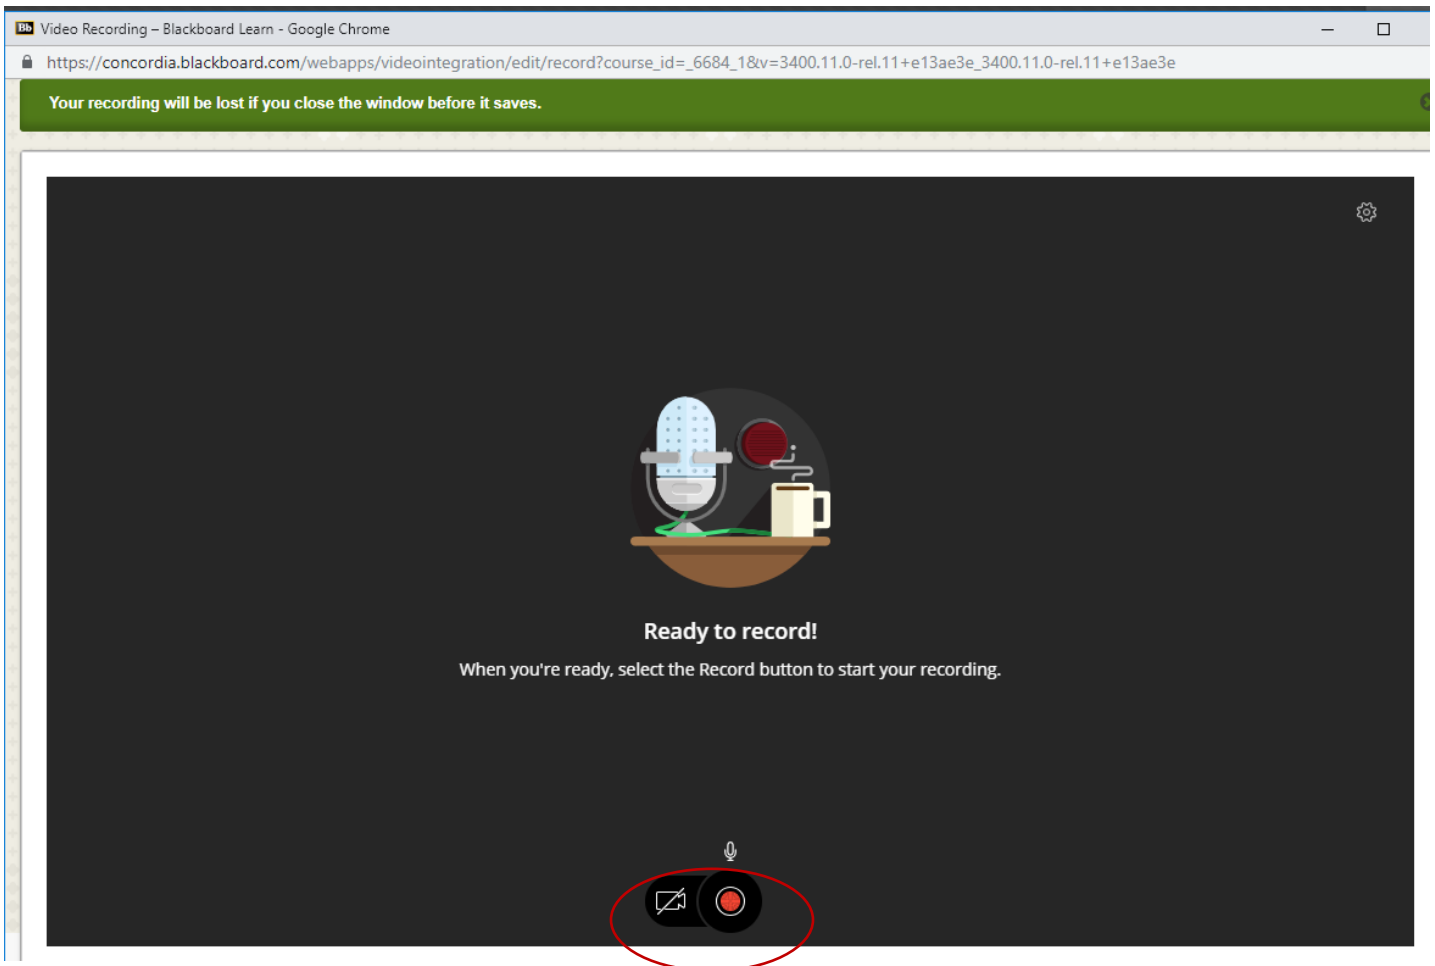 Bb Video Recording – Blackboard Learn - Google Chrome
https://concordia.blackboard.com/webapps/videointegration/edit/record?course_id=_6684_1&v=3400.11.0-rel.11+e13ae3e_3400.11.0-rel.11+e13ae3e
Your recording will be lost if you close the window before it saves.
Ready to record!
When you're ready, select the Record button to start your recording.